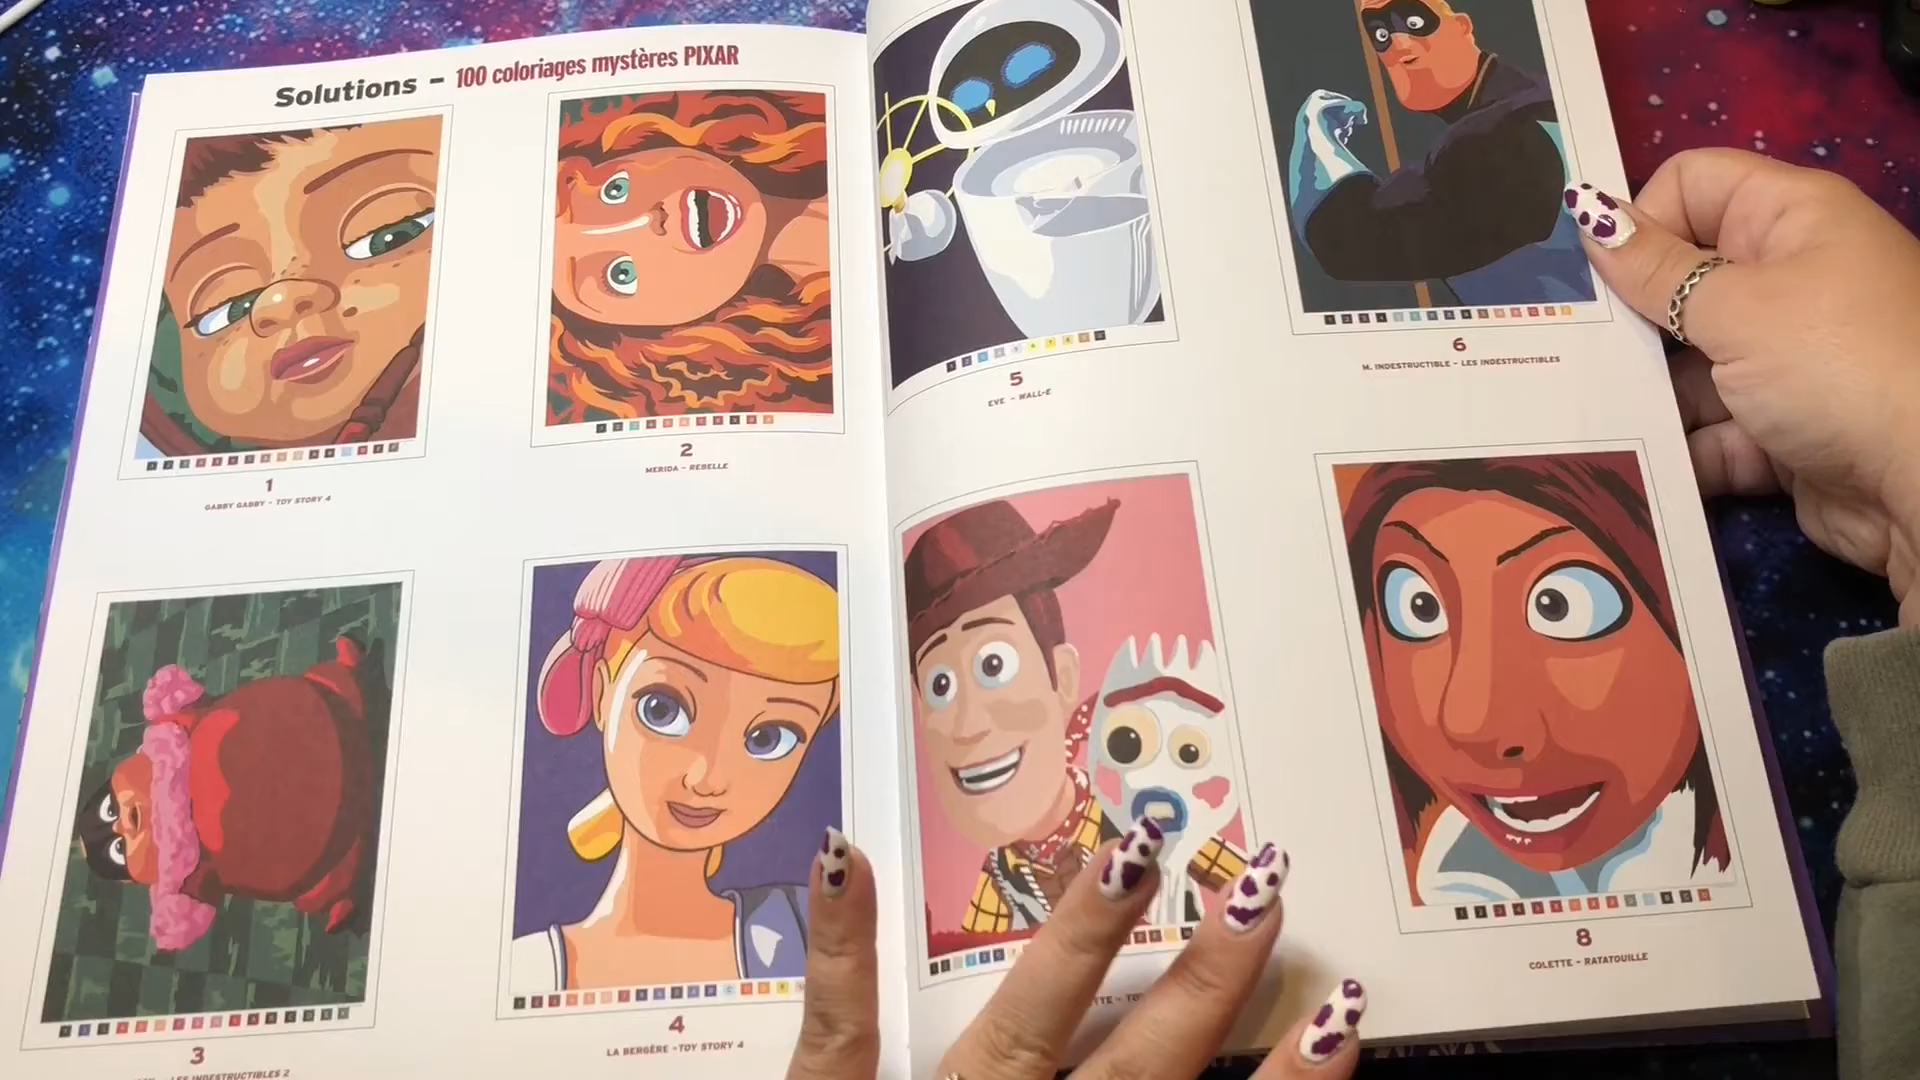 Solutions – 100 coloriages mystères PIXAR
1
GABBY GABBY – TOY STORY 4
2
MERIDA – REBELLE
3
LES INDESTRUCTIBLES 2
4
LA BERGÈRE – TOY STORY 4
5
EVE – WALL-E
6
M. INDESTRUCTIBLE – LES INDESTRUCTIBLES
8
COLETTE – RATATOUILLE